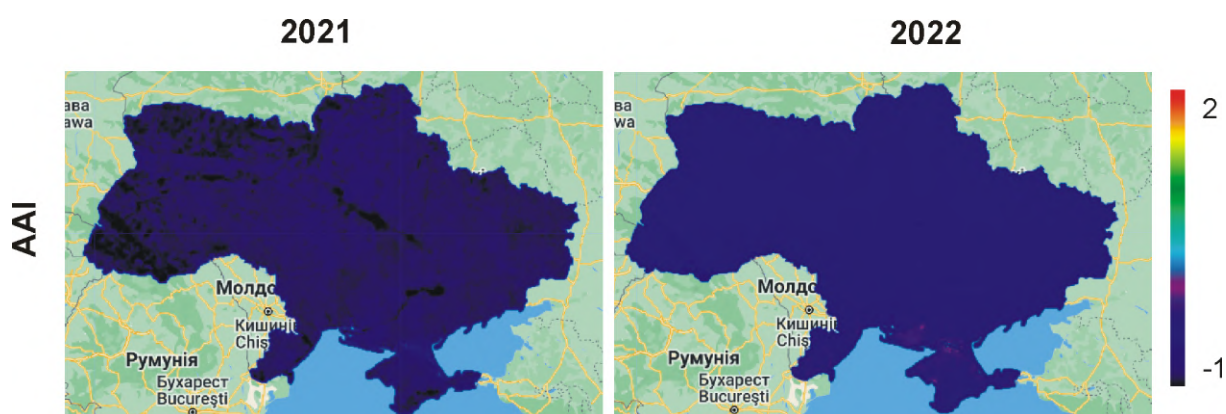 2021
2022
AAI
ава
awa
Молдо
Кишині
Chiș
Румунія
Бухарест
București
ва
wa
Молдо
Кишині
Chiș
Румунія
Бухарест
București
2
-1